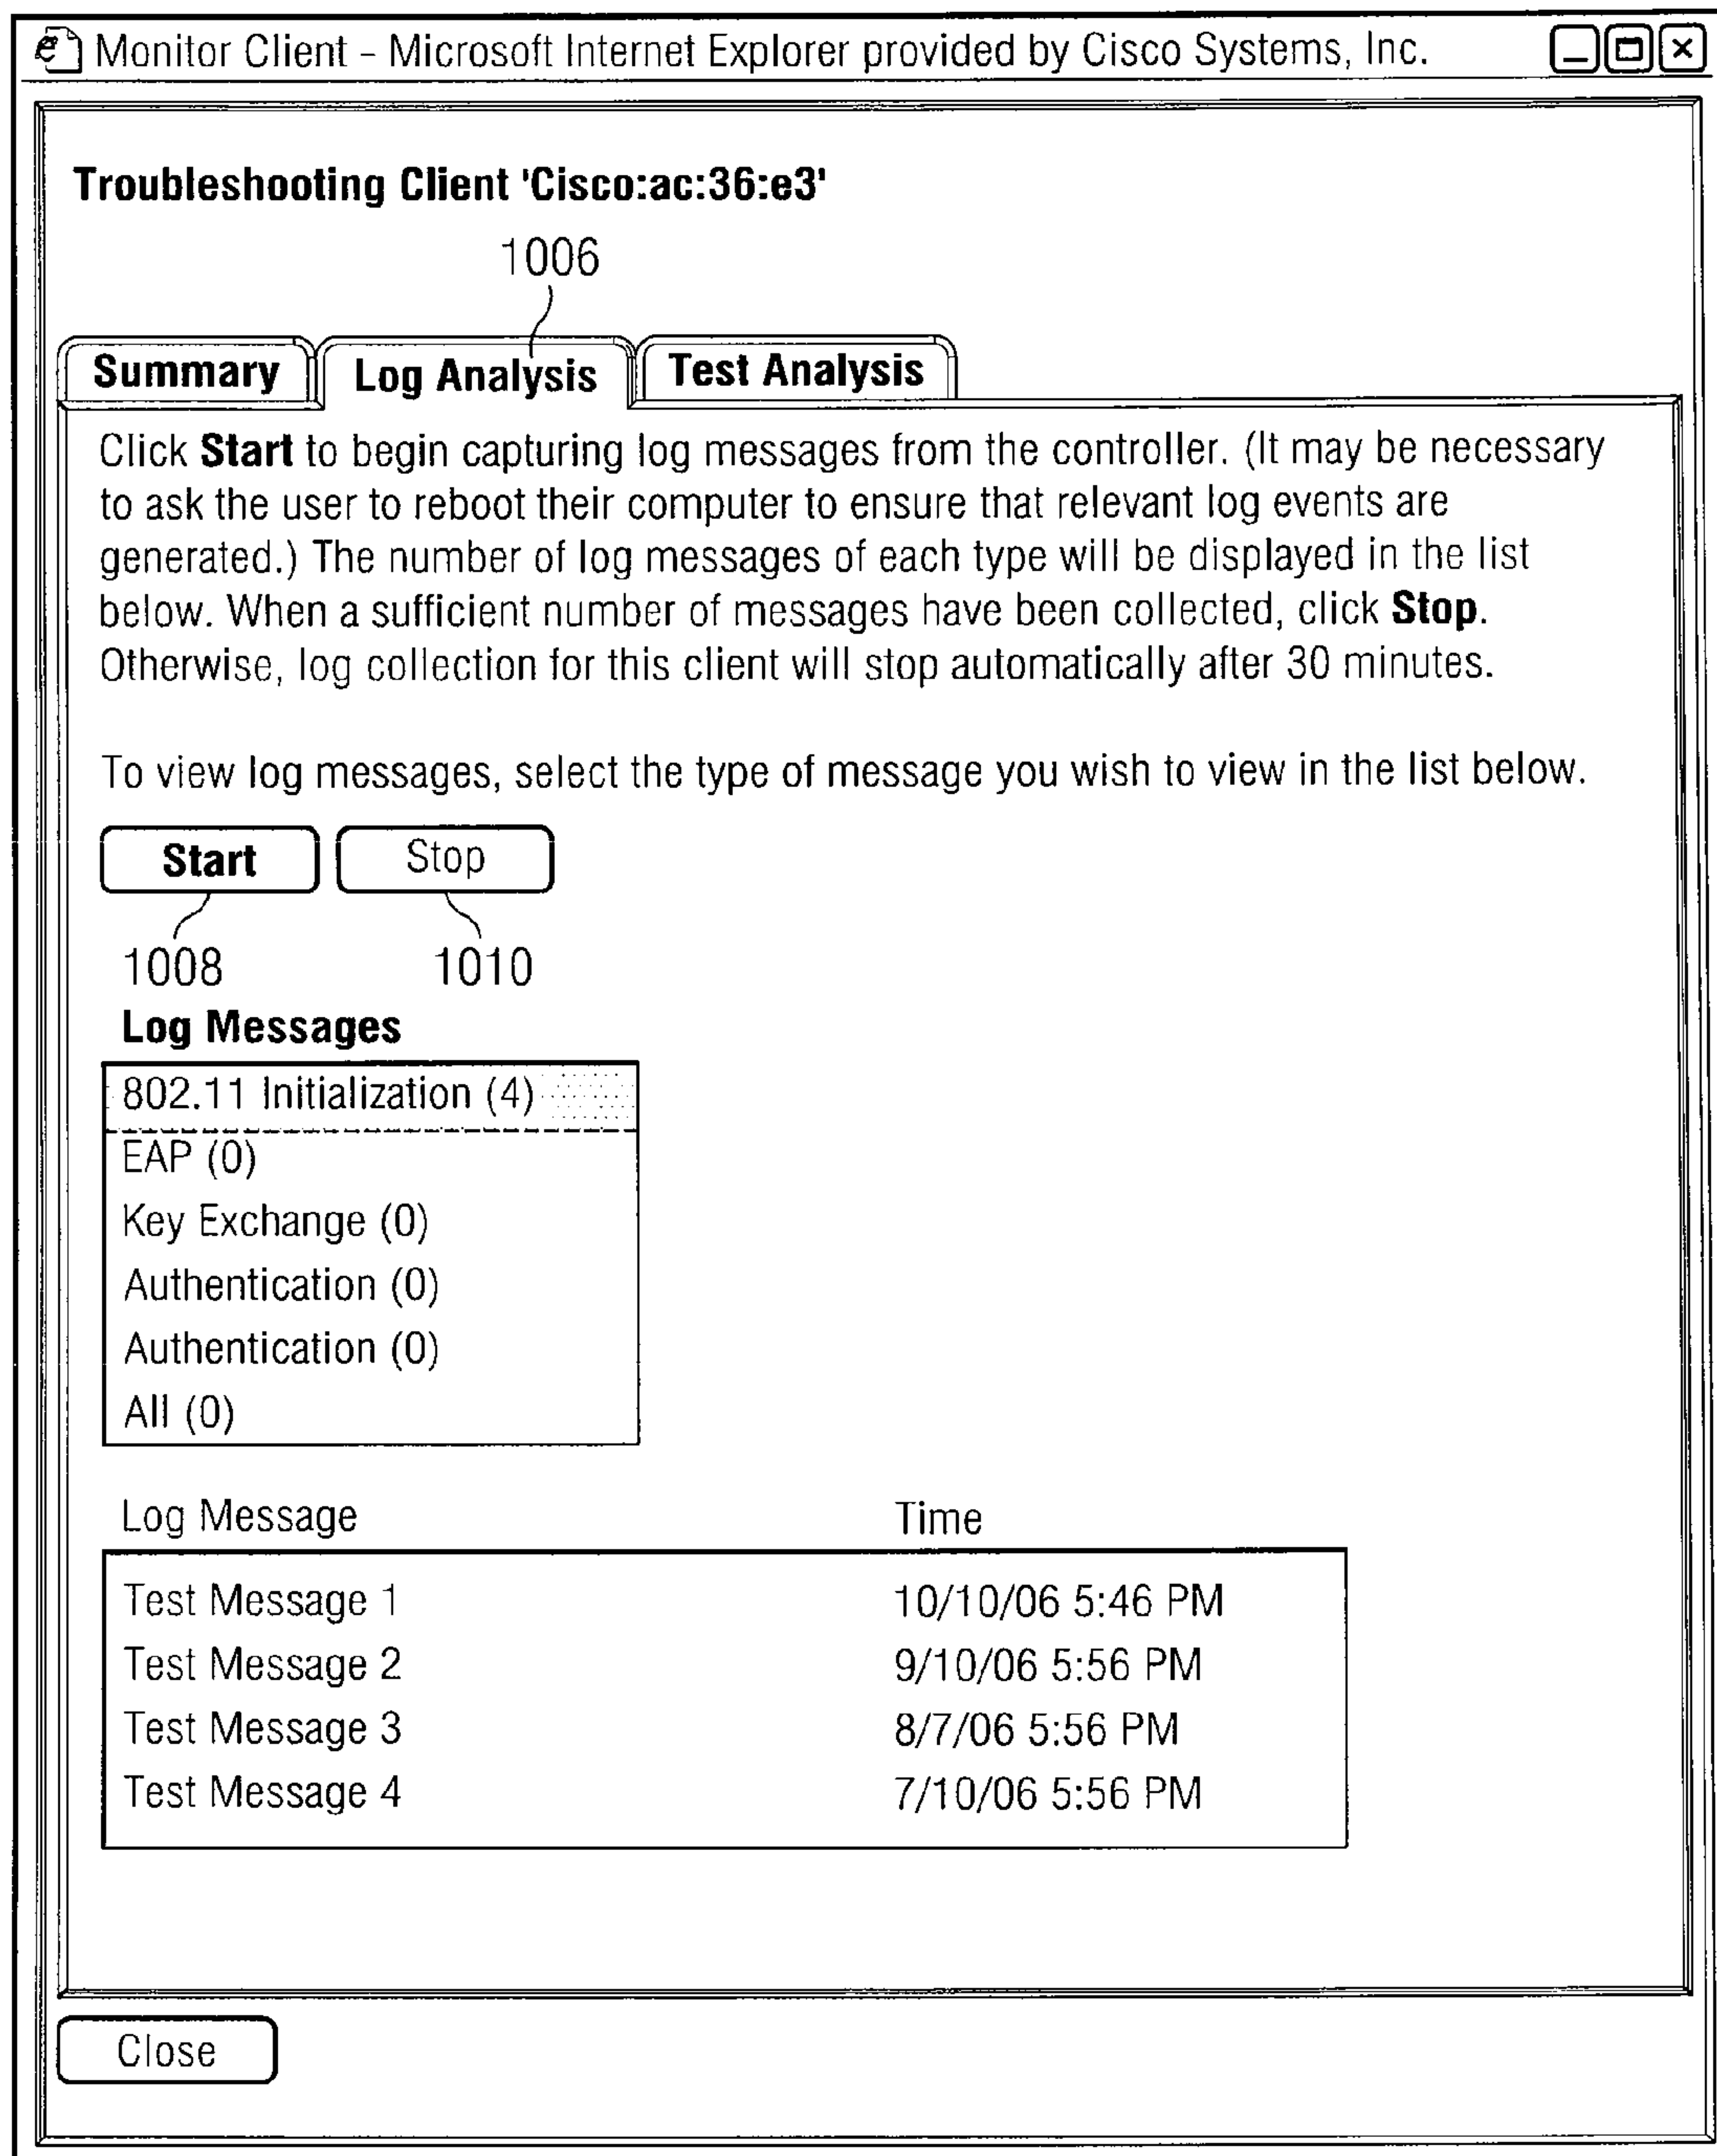 Monitor Client – Microsoft Internet Explorer provided by Cisco Systems, Inc.
Troubleshooting Client 'Cisco:ac:36:e3'
1006
Summary Log Analysis Test Analysis
Click Start to begin capturing log messages from the controller. (It may be necessary
to ask the user to reboot their computer to ensure that relevant log events are
generated.) The number of log messages of each type will be displayed in the list
below. When a sufficient number of messages have been collected, click Stop.
Otherwise, log collection for this client will stop automatically after 30 minutes.
To view log messages, select the type of message you wish to view in the list below.
Start Stop
1008 1010
Log Messages
802.11 Initialization (4)
EAP (0)
Key Exchange (0)
Authentication (0)
Authentication (0)
All (0)
Log Message Time
Test Message 1 10/10/06 5:46 PM
Test Message 2 9/10/06 5:56 PM
Test Message 3 8/7/06 5:56 PM
Test Message 4 7/10/06 5:56 PM
Close